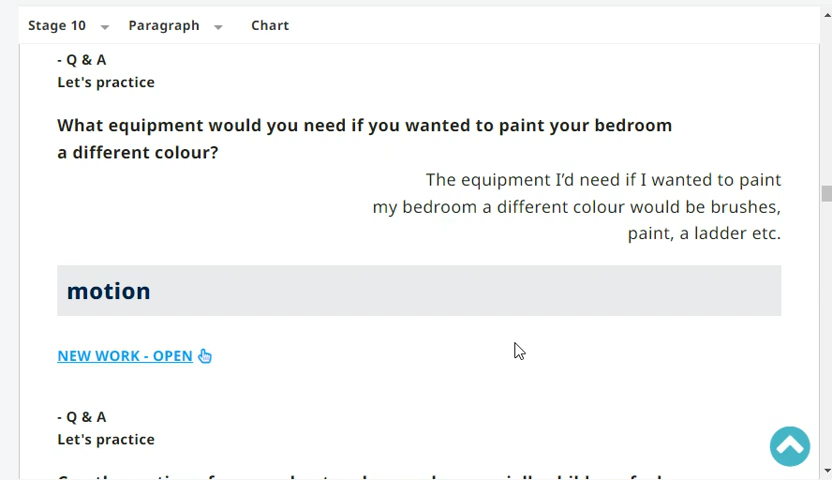 Stage 10 Paragraph Chart
- Q & A
Let's practice
What equipment would you need if you wanted to paint your bedroom
a different colour?
The equipment I’d need if I wanted to paint
my bedroom a different colour would be brushes,
paint, a ladder etc.
motion
NEW WORK - OPEN
- Q & A
Let's practice